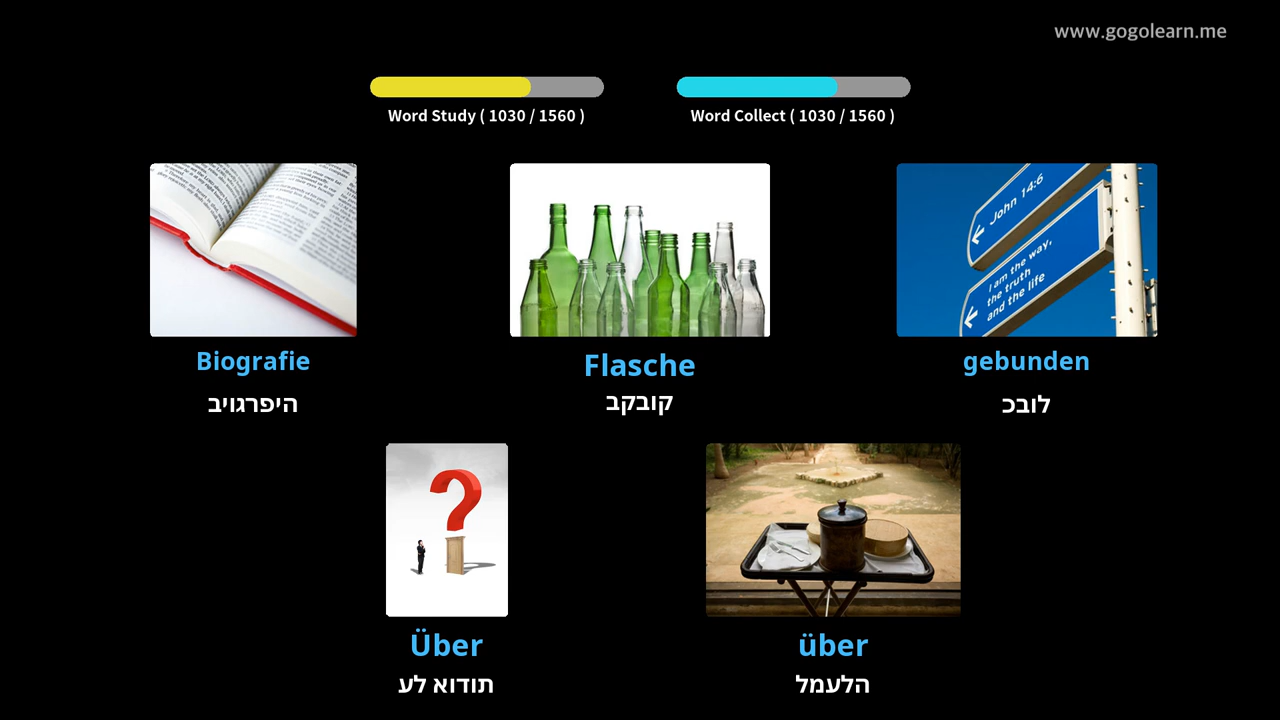 www.gogolearn.me
Word Study ( 1030 / 1560 )
Word Collect ( 1030 / 1560 )
John 14:6
I am the way,
the truth
and the life
Biografie
היפרגויב
Flasche
קובקב
gebunden
לובכ
Über
תודוא לע
über
הלעמל